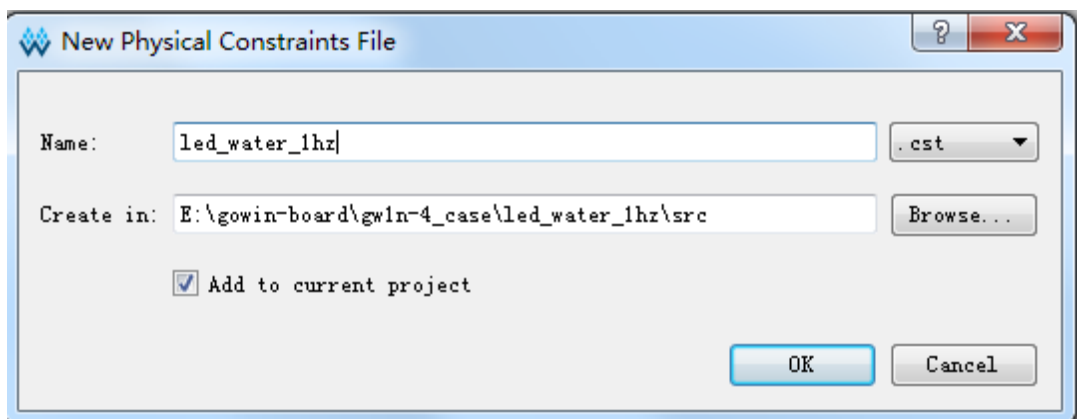 New Physical Constraints File
Name: led_water_1hz .cst
Create in: E:\gowin-board\gw1n-4_case\led_water_1hz\src Browse...
Add to current project
OK Cancel